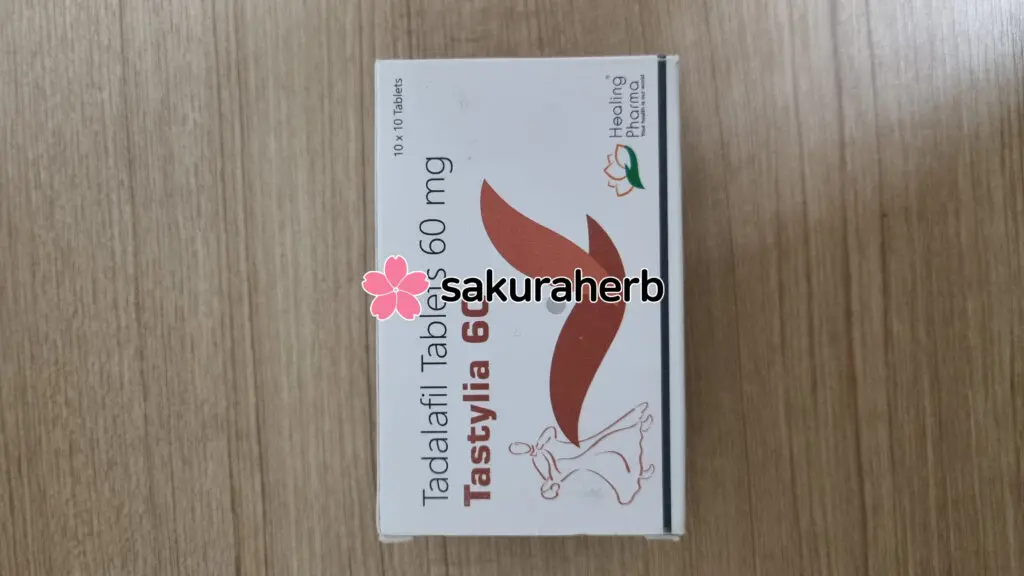 10 x 10 Tablets
Tadalafil Tablets 60 mg
Tastylia 60
Healing
Pharma
sakuraherb